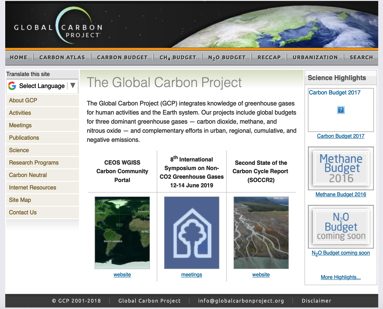 GLOBAL CARBON
PROJECT
HOME
CARBON ATLAS
CARBON BUDGET
CH4 BUDGET
N2O BUDGET
RECCAP
URBANIZATION
SEARCH
Translate this site
G Select Language ▼
About GCP
Activities
Meetings
Publications
Science
Research Programs
Carbon Neutral
Internet Resources
Site Map
Contact Us
The Global Carbon Project
The Global Carbon Project (GCP) integrates knowledge of greenhouse gases
for human activities and the Earth system. Our projects include global budgets
for three dominant greenhouse gases — carbon dioxide, methane, and
nitrous oxide — and complementary efforts in urban, regional, cumulative, and
negative emissions.
CEOS WGISS
Carbon Community
Portal
website
8th International
Symposium on Non-
CO2 Greenhouse Gases
12-14 June 2019
meetings
Second State of the
Carbon Cycle Report
(SOCCR2)
website
Science Highlights
Carbon Budget 2017
?
Carbon Budget 2017
Methane
Budget
2016
Methane Budget 2016
N2O
Budget
coming soon
N2O Budget coming soon
More Highlights...
© GCP 2001-2018 | Global Carbon Project | info@globalcarbonproject.org | Disclaimer